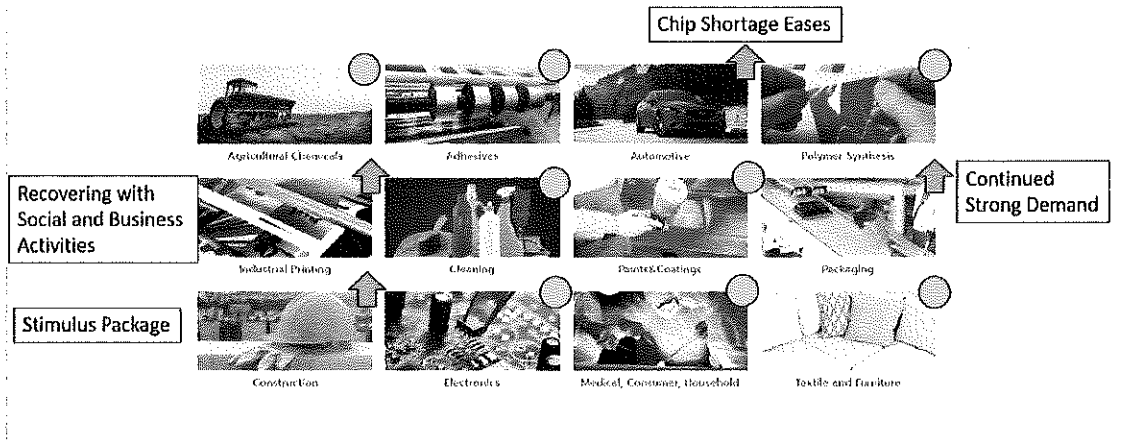 Chip Shortage Eases
Agricultural Chemicals
Adhesives
Automotive
Polymer Synthesis
Recovering with
Social and Business
Activities
Continued
Strong Demand
Industrial Printing
Cleaning
Paints&Coatings
Packaging
Stimulus Package
Construction
Electronics
Medical, Consumer, Household
Textile and Furniture